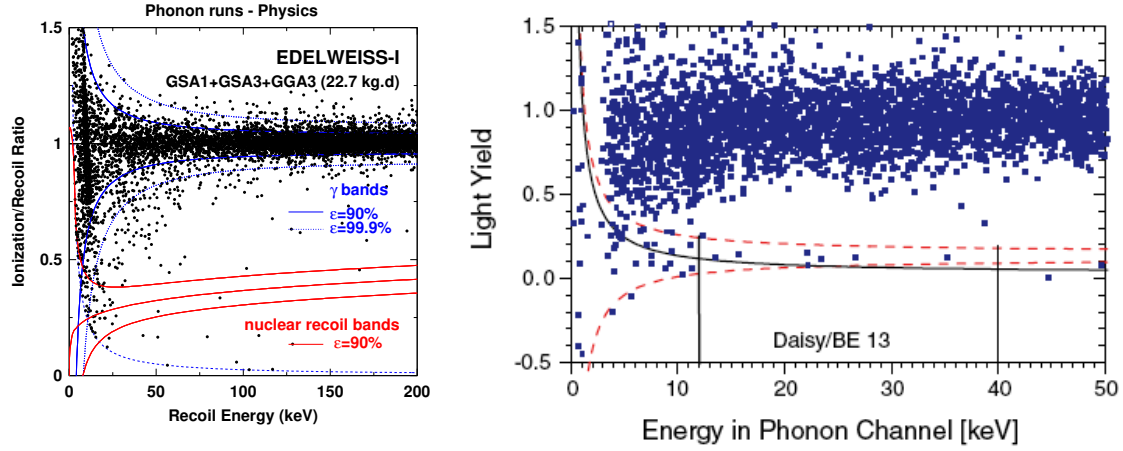 Phonon runs - Physics
Ionization/Recoil Ratio
1.5
1
0.5
0
EDELWEISS-I
GSA1+GSA3+GGA3 (22.7 kg.d)
γ bands
ε=90%
ε=99.9%
nuclear recoil bands
ε=90%
0 50 100 150 200
Recoil Energy (keV)
Light Yield
1.5
1.0
0.5
0.0
-0.5
Daisy/BE 13
0 10 20 30 40 50
Energy in Phonon Channel [keV]